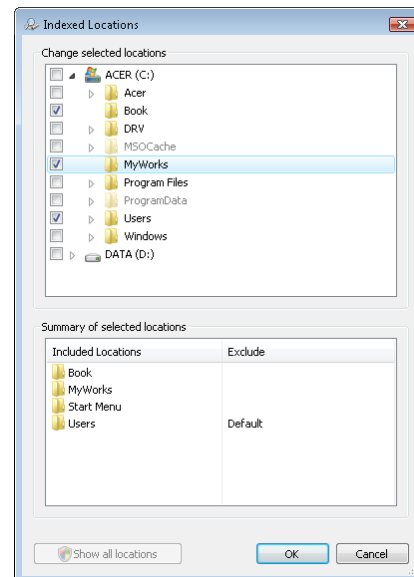 Indexed Locations
Change selected locations
ACER (C:)
Acer
Book
DRV
MSOCache
MyWorks
Program Files
ProgramData
Users
Windows
DATA (D:)
Summary of selected locations
Included Locations Exclude
Book
MyWorks
Start Menu
Users Default
Show all locations OK Cancel